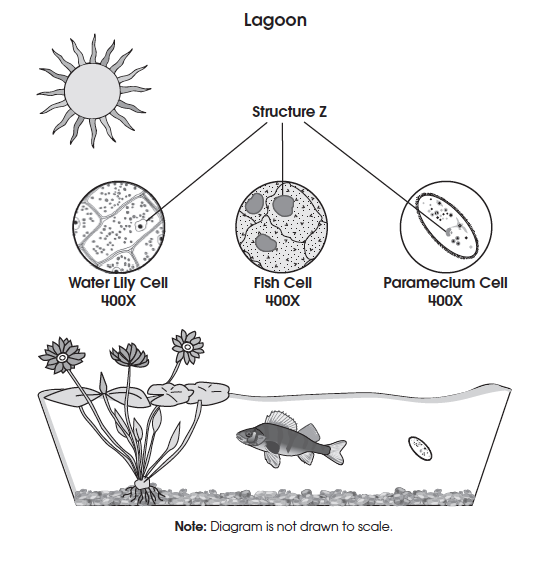 Lagoon
Structure Z
Water Lily Cell
400X
Fish Cell
400X
Paramecium Cell
400X
Note: Diagram is not drawn to scale.